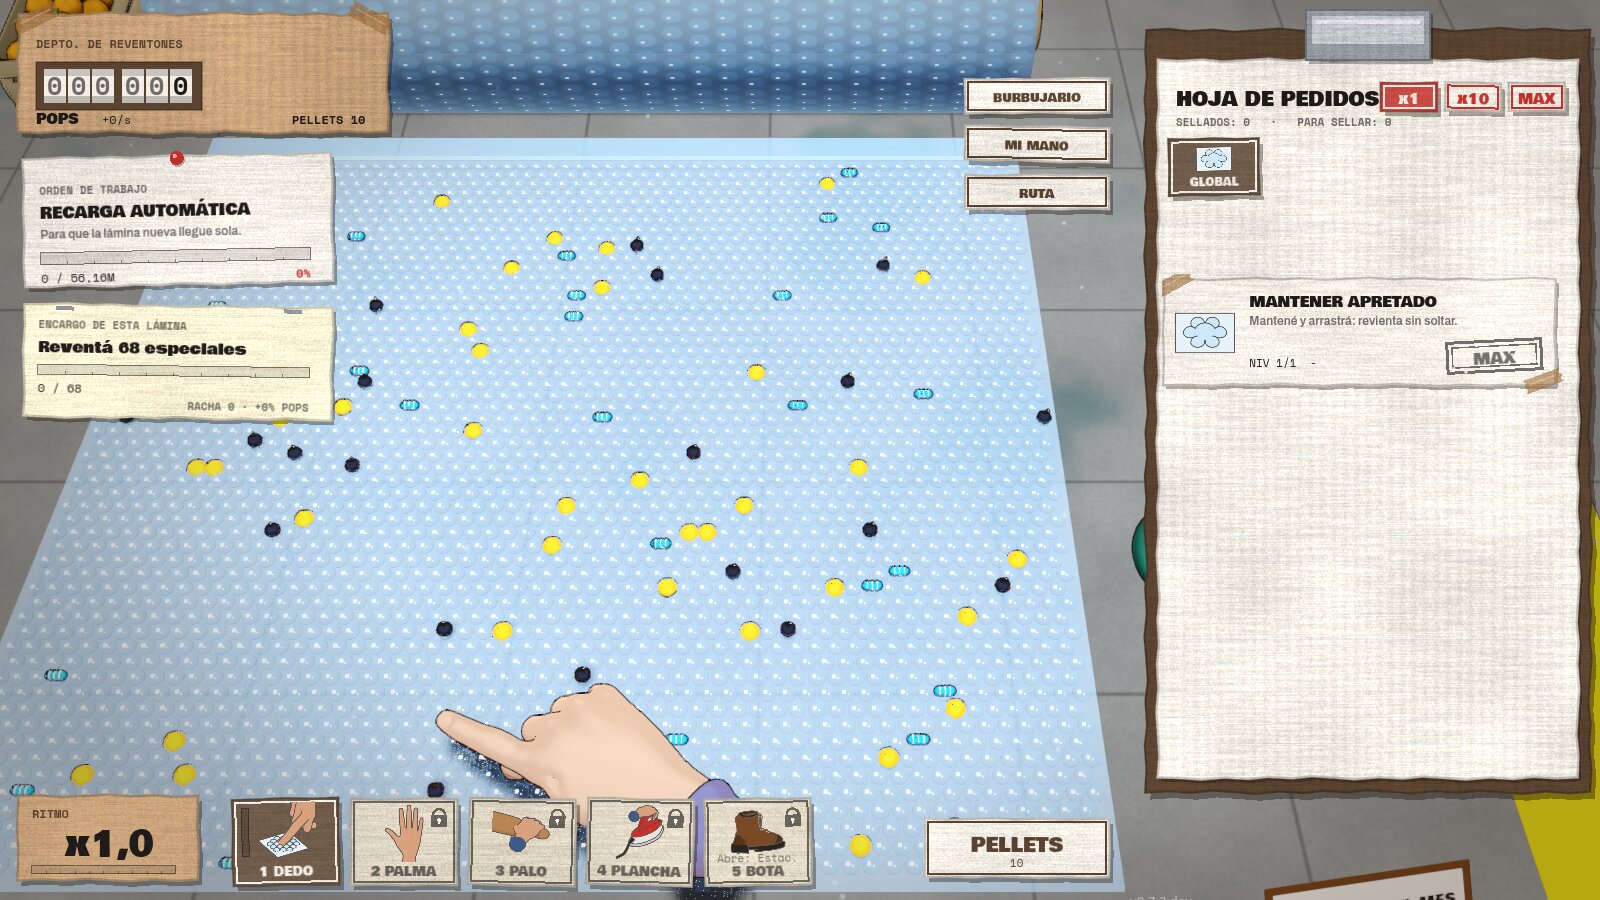 DEPTO. DE REVENTONES
000 000
POPS +0/s PELLETS 10
ORDEN DE TRABAJO
RECARGA AUTOMÁTICA
Para que la lámina nueva llegue sola.
0 / 56.16M 0%
ENCARGO DE ESTA LÁMINA
Reventá 68 especiales
0 / 68
RACHA 0 · +0% POPS
BURBUJARIO
MI MANO
RUTA
HOJA DE PEDIDOS x1 x10 MAX
SELLADOS: 0 · PARA SELLAR: 0
GLOBAL
MANTENER APRETADO
Mantené y arrastrá: revienta sin soltar.
NIV 1/1 - MAX
RITMO
x1,0
1 DEDO
2 PALMA
3 PALO
4 PLANCHA
Abre: Estac.
5 BOTA
PELLETS
10